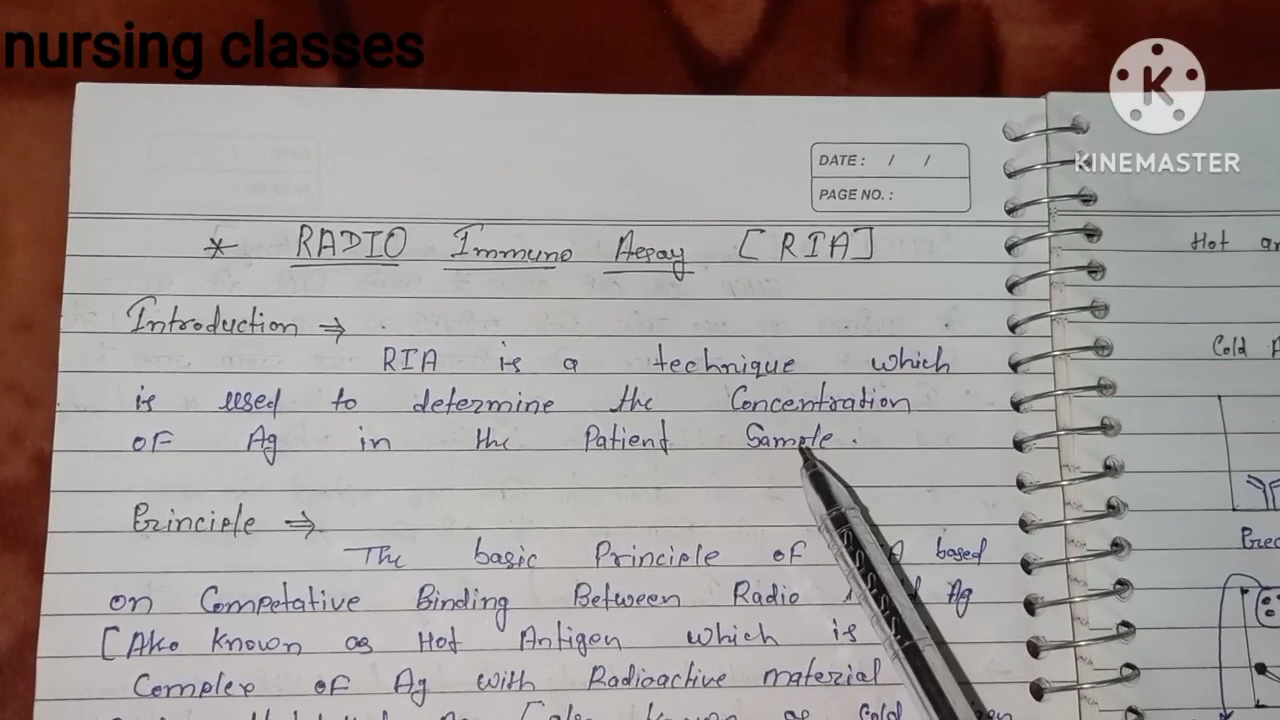 nursing classes
KINEMASTER
DATE: / /
PAGE NO.:
* RADIO Immuno Assay [RIA]
Introduction →
RIA is a technique which
is used to determine the Concentration
of Ag in the Patient Sample.
Principle ⇒
The basic Principle of based
on Competative Binding Between Radio Ag
[Also known as Hot Antigen which is
Complex of Ag with Radioactive material
Hot
Cold